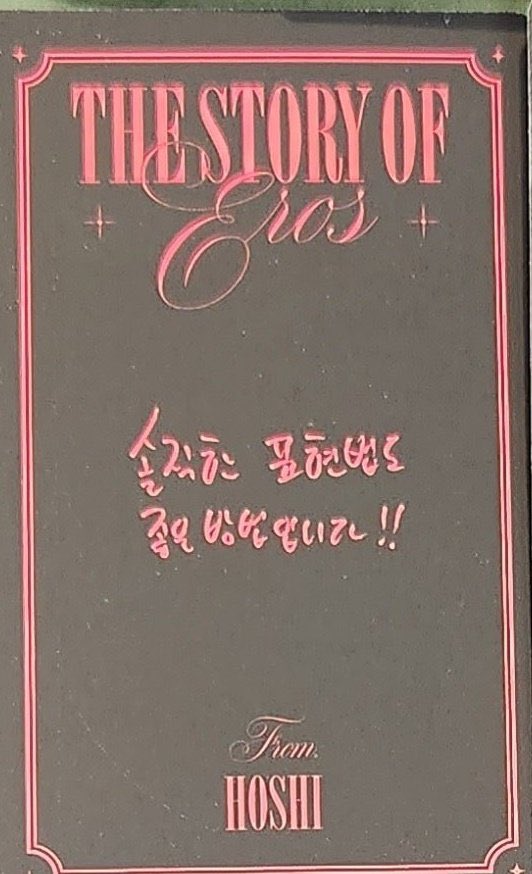 THE STORY OF
Eros
솔직한 표현법도
좋은 방법입니다!!
From.
HOSHI